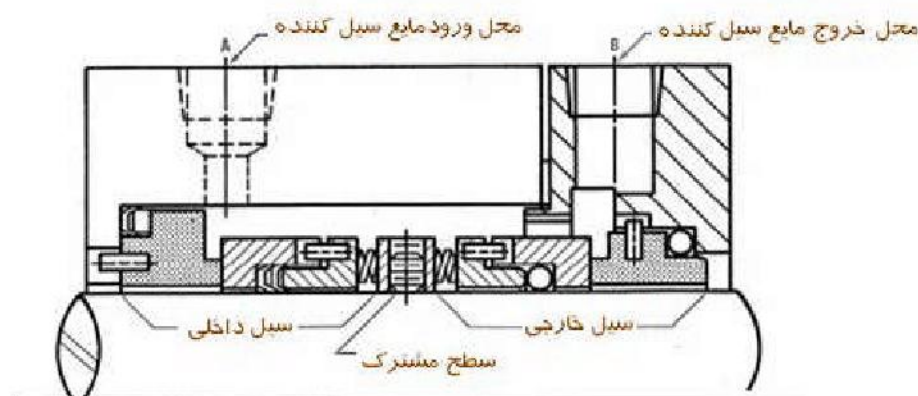 محل ورود مایع سیل کننده
محل خروج مایع سیل کننده
A
B
سیل داخلی
سیل خارجی
سطح مشترک